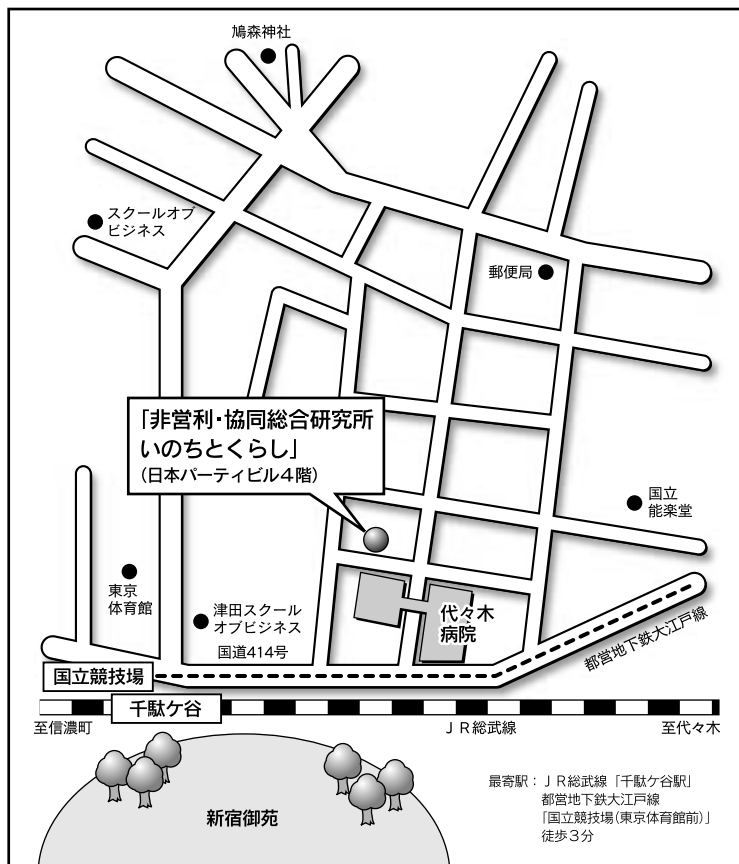 鳩森神社
スクールオブ
ビジネス
郵便局
「非営利・協同総合研究所
いのちとくらし」
(日本パーティビル4階)
国立
能楽堂
東京
体育館
津田スクール
オブビジネス
代々木
病院
国道414号
都営地下鉄大江戸線
国立競技場
千駄ケ谷
至信濃町
JR総武線
至代々木
新宿御苑
最寄駅：JR総武線「千駄ケ谷駅」
都営地下鉄大江戸線
「国立競技場(東京体育館前)」
徒歩3分